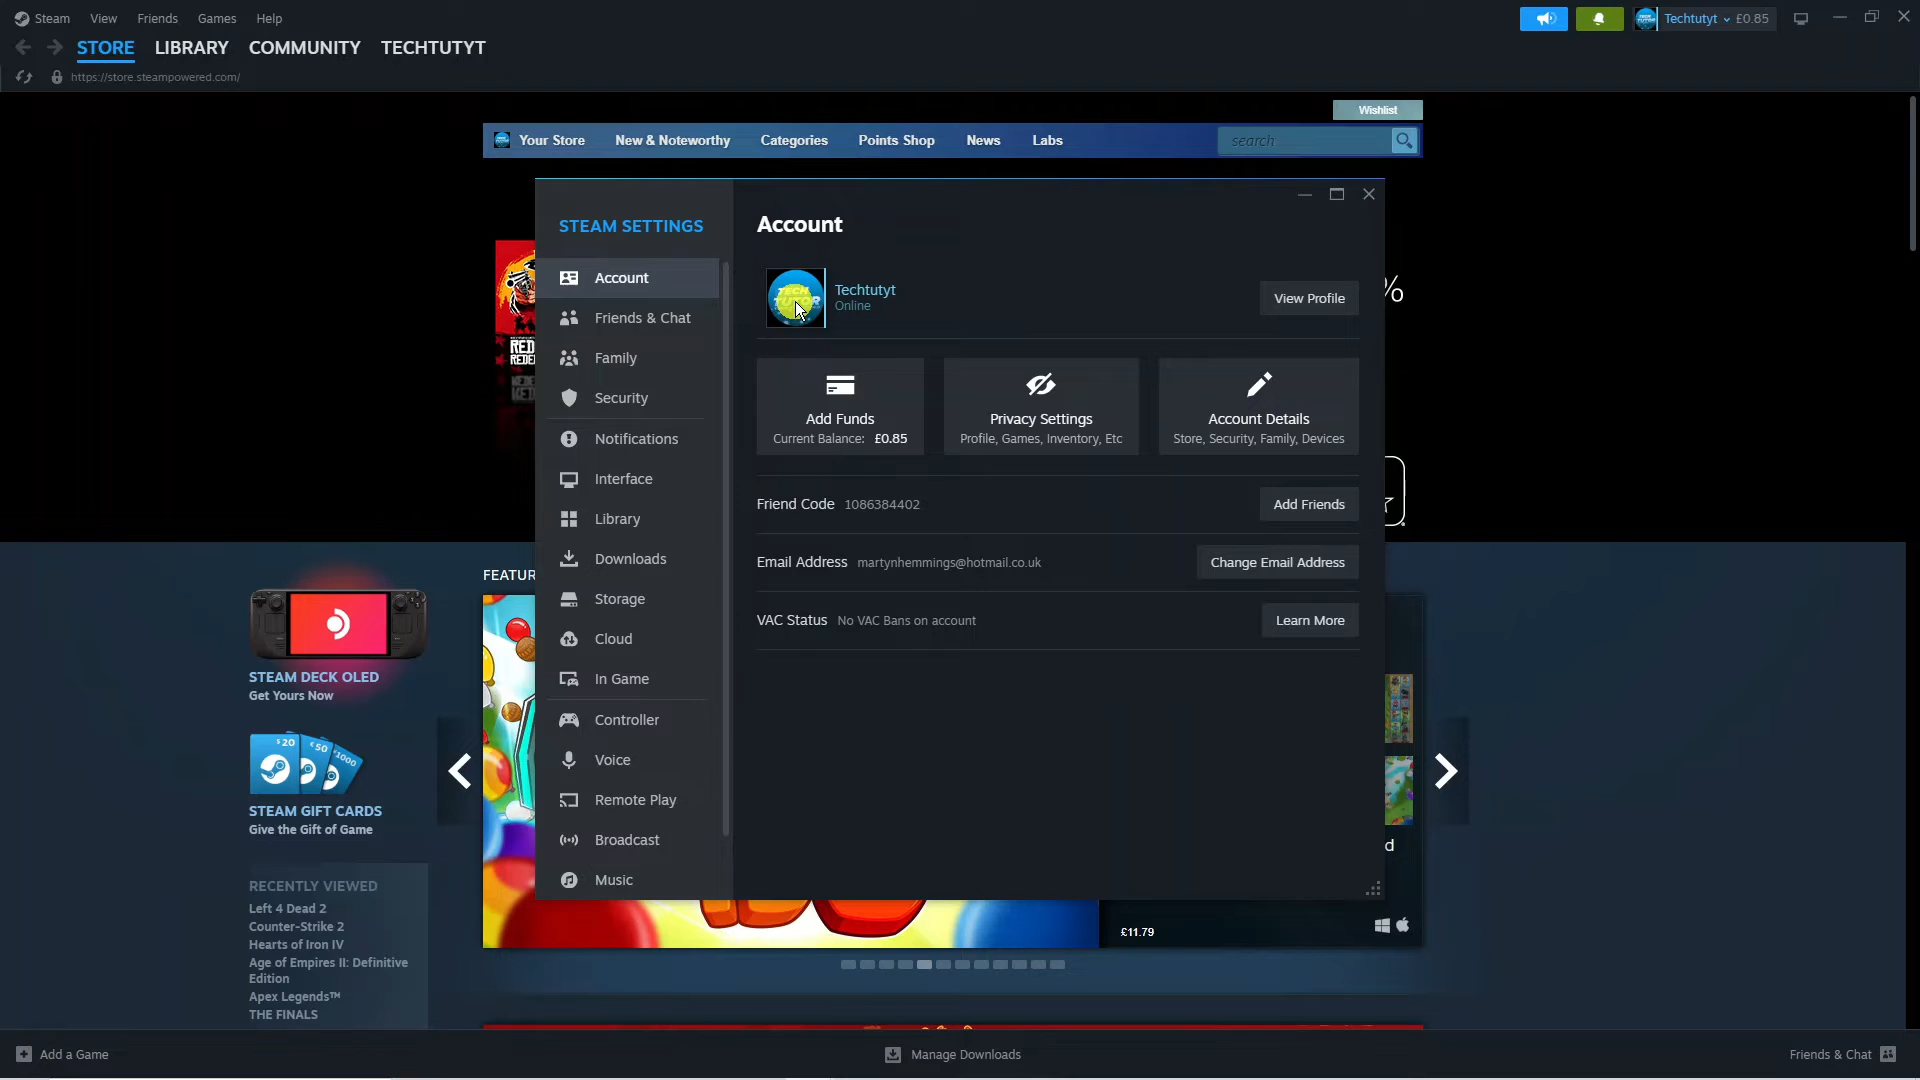 Steam View Friends Games Help
Techtutyt £0.85
STORE LIBRARY COMMUNITY TECHTUTYT
https://store.steampowered.com/
Wishlist
Your Store New & Noteworthy Categories Points Shop News Labs search
STEAM SETTINGS
Account
Friends & Chat
Family
Security
Notifications
Interface
Library
Downloads
Storage
Cloud
In Game
Controller
Voice
Remote Play
Broadcast
Music
Account
TECH
TUTOR
Techtutyt
Online
View Profile
Add Funds
Current Balance: £0.85
Privacy Settings
Profile, Games, Inventory, Etc
Account Details
Store, Security, Family, Devices
Friend Code 1086384402
Add Friends
Email Address martynhemmings@hotmail.co.uk
Change Email Address
VAC Status No VAC Bans on account
Learn More
%
RED
REDE
FEATUR
STEAM DECK OLED
Get Yours Now
$20 €50 £1000
STEAM GIFT CARDS
Give the Gift of Game
RECENTLY VIEWED
Left 4 Dead 2
Counter-Strike 2
Hearts of Iron IV
Age of Empires II: Definitive
Edition
Apex Legends™
THE FINALS
d
£11.79
Add a Game
Manage Downloads
Friends & Chat